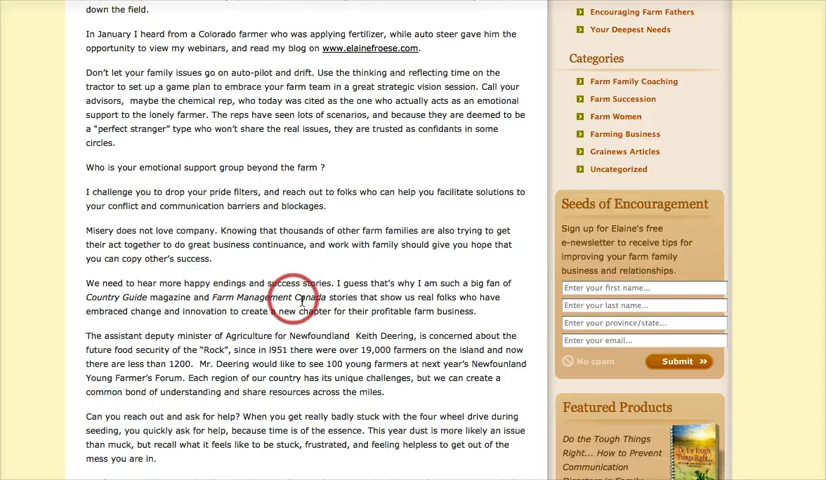 down the field.
In January I heard from a Colorado farmer who was applying fertilizer, while auto steer gave him the
opportunity to view my webinars, and read my blog on www.elainefroese.com.
Don't let your family issues go on auto-pilot and drift. Use the thinking and reflecting time on the
tractor to set up a game plan to embrace your farm team in a great strategic vision session. Call your
advisors, maybe the chemical rep, who today was cited as the one who actually acts as an emotional
support to the lonely farmer. The reps have seen lots of scenarios, and because they are deemed to be
a "perfect stranger" type who won't share the real issues, they are trusted as confidants in some
circles.
Who is your emotional support group beyond the farm ?
I challenge you to drop your pride filters, and reach out to folks who can help you facilitate solutions to
your conflict and communication barriers and blockages.
Misery does not love company. Knowing that thousands of other farm families are also trying to get
their act together to do great business continuance, and work with family should give you hope that
you can copy other's success.
We need to hear more happy endings and success stories. I guess that's why I am such a big fan of
Country Guide magazine and Farm Management Canada stories that show us real folks who have
embraced change and innovation to create a new chapter for their profitable farm business.
The assistant deputy minister of Agriculture for Newfoundland Keith Deering, is concerned about the
future food security of the "Rock", since in l951 there were over 19,000 farmers on the island and now
there are less than 1200. Mr. Deering would like to see 100 young farmers at next year's Newfounland
Young Farmer's Forum. Each region of our country has its unique challenges, but we can create a
common bond of understanding and share resources across the miles.
Can you reach out and ask for help? When you get really badly stuck with the four wheel drive during
seeding, you quickly ask for help, because time is of the essence. This year dust is more likely an issue
than muck, but recall what it feels like to be stuck, frustrated, and feeling helpless to get out of the
mess you are in.
Encouraging Farm Fathers
Your Deepest Needs
Categories
Farm Family Coaching
Farm Succession
Farm Women
Farming Business
Grainews Articles
Uncategorized
Seeds of Encouragement
Sign up for Elaine's free
e-newsletter to receive tips for
improving your farm family
business and relationships.
Enter your first name...
Enter your last name...
Enter your province/state...
Enter your email...
No spam
Submit »
Featured Products
Do the Tough Things
Right... How to Prevent
Communication
Disasters in Family